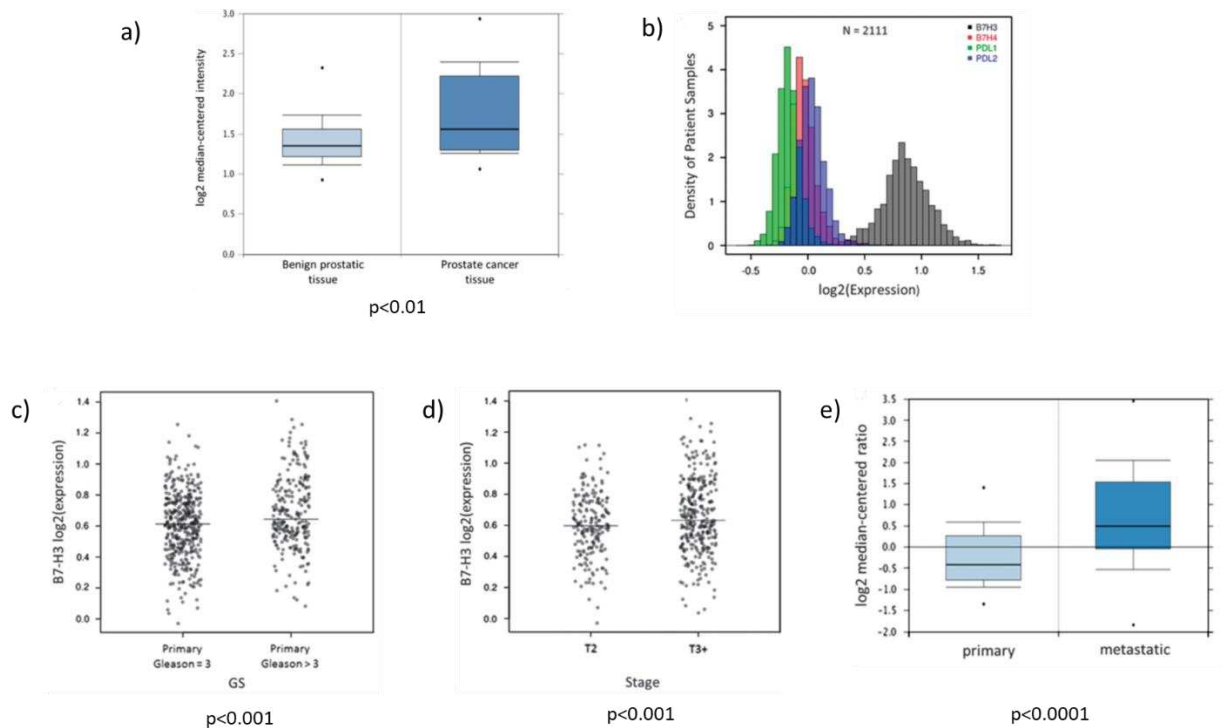 a)
log2 median-centered intensity
3.0
2.5
2.0
1.5
1.0
0.5
0.0
Benign prostatic
tissue
Prostate cancer
tissue
p<0.01
b)
Density of Patient Samples
5
4
3
2
1
0
N = 2111
B7H3
B7H4
PDL1
PDL2
-0.5 0.0 0.5 1.0 1.5
log2(Expression)
c)
B7-H3 log2(expression)
1.4
1.2
1.0
0.8
0.6
0.4
0.2
0.0
Primary
Gleason = 3
Primary
Gleason > 3
GS
p<0.001
d)
B7-H3 log2(expression)
1.4
1.2
1.0
0.8
0.6
0.4
0.2
0.0
T2 T3+
Stage
p<0.001
e)
log2 median-centered ratio
3.5
3.0
2.5
2.0
1.5
1.0
0.5
0.0
-0.5
-1.0
-1.5
-2.0
primary metastatic
p<0.0001